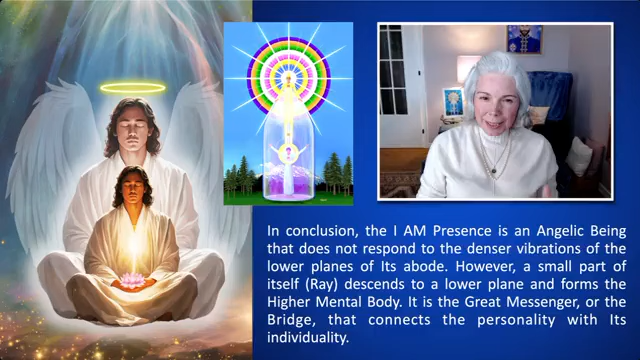 In conclusion, the I AM Presence is an Angelic Being
that does not respond to the denser vibrations of the
lower planes of Its abode. However, a small part of
itself (Ray) descends to a lower plane and forms the
Higher Mental Body. It is the Great Messenger, or the
Bridge, that connects the personality with Its
individuality.